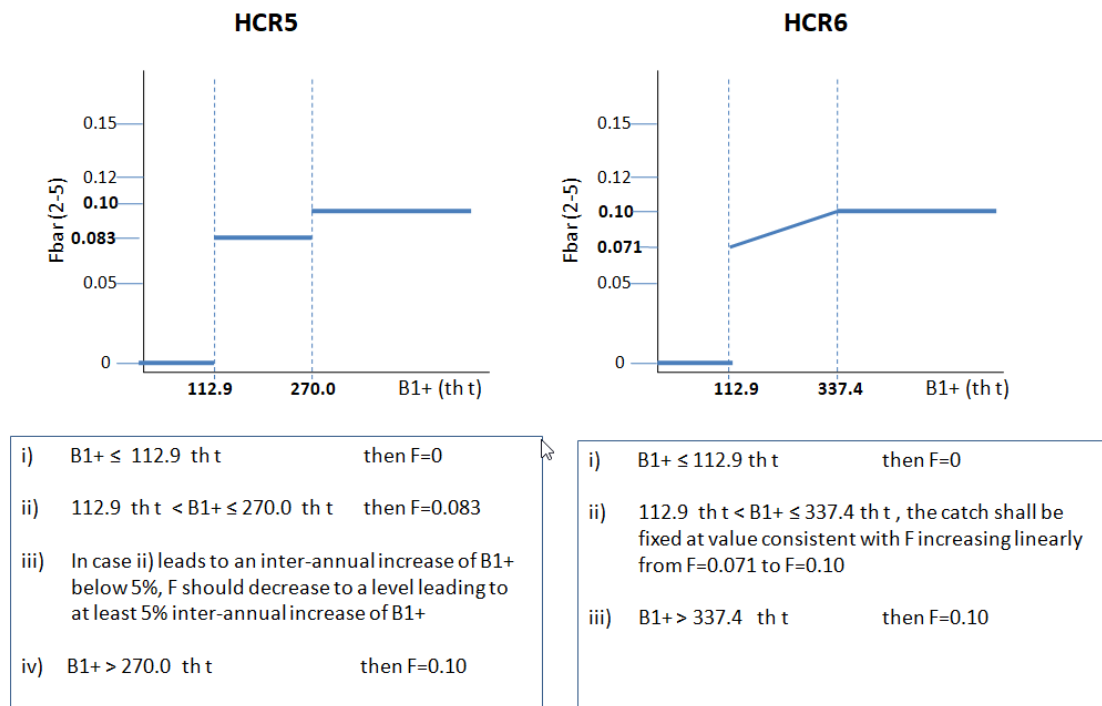 HCR5
0.15
0.12
0.10
0.083
0.05
0
Fbar (2-5)
112.9 270.0 B1+ (th t)
HCR6
0.15
0.12
0.10
0.071
0.05
0
Fbar (2-5)
112.9 337.4 B1+ (th t)
i) B1+ ≤ 112.9 th t then F=0
ii) 112.9 th t < B1+ ≤ 270.0 th t then F=0.083
iii) In case ii) leads to an inter-annual increase of B1+
below 5%, F should decrease to a level leading to
at least 5% inter-annual increase of B1+
iv) B1+ > 270.0 th t then F=0.10
i) B1+ ≤ 112.9 th t then F=0
ii) 112.9 th t < B1+ ≤ 337.4 th t , the catch shall be
fixed at value consistent with F increasing linearly
from F=0.071 to F=0.10
iii) B1+ > 337.4 th t then F=0.10